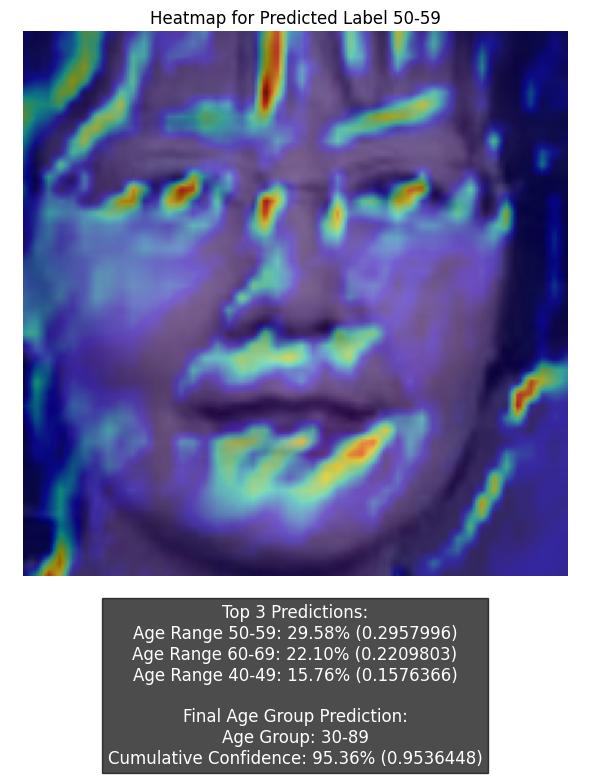 Heatmap for Predicted Label 50-59
Top 3 Predictions:
Age Range 50-59: 29.58% (0.2957996)
Age Range 60-69: 22.10% (0.2209803)
Age Range 40-49: 15.76% (0.1576366)
Final Age Group Prediction:
Age Group: 30-89
Cumulative Confidence: 95.36% (0.9536448)